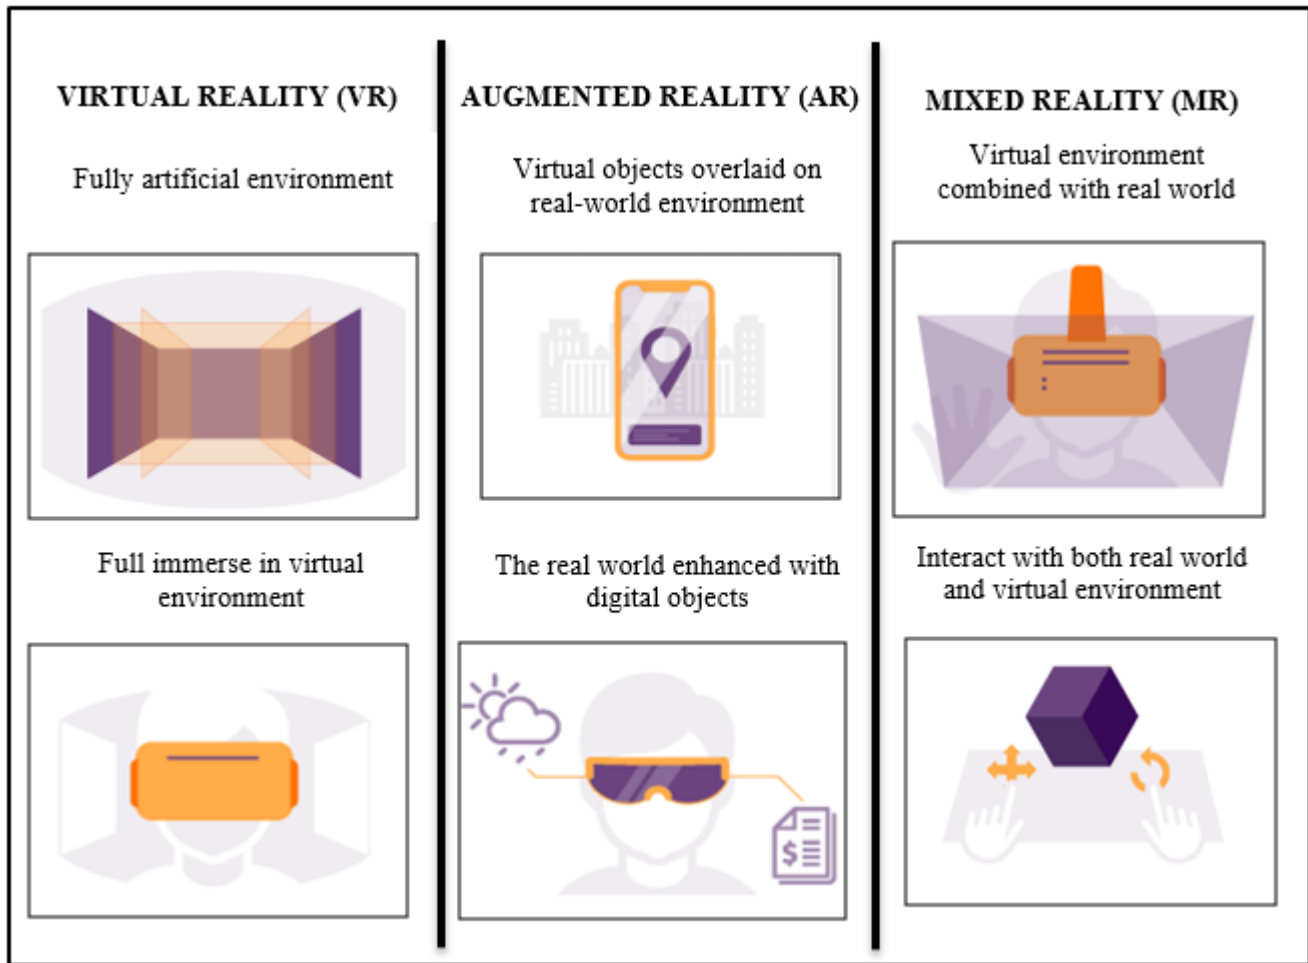 VIRTUAL REALITY (VR)
Fully artificial environment
Full immerse in virtual
environment
AUGMENTED REALITY (AR)
Virtual objects overlaid on
real-world environment
The real world enhanced with
digital objects
$
MIXED REALITY (MR)
Virtual environment
combined with real world
Interact with both real world
and virtual environment